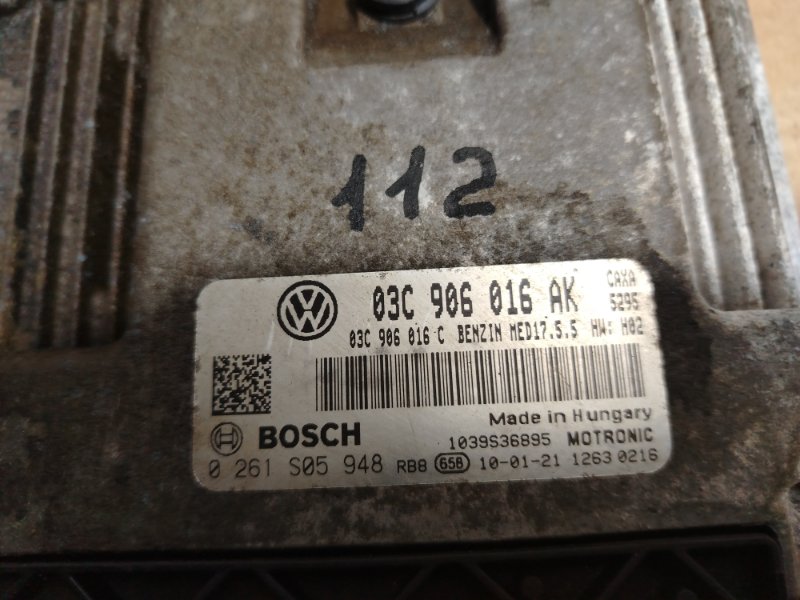 112
03C 906 016 AK CAXA
5295
03C 906 016 C BENZIN MED17.5.5 HW: H02
Made in Hungary
BOSCH 1039S36895 MOTRONIC
0 261 S05 948 RB8 658 10-01-21 1263 0216